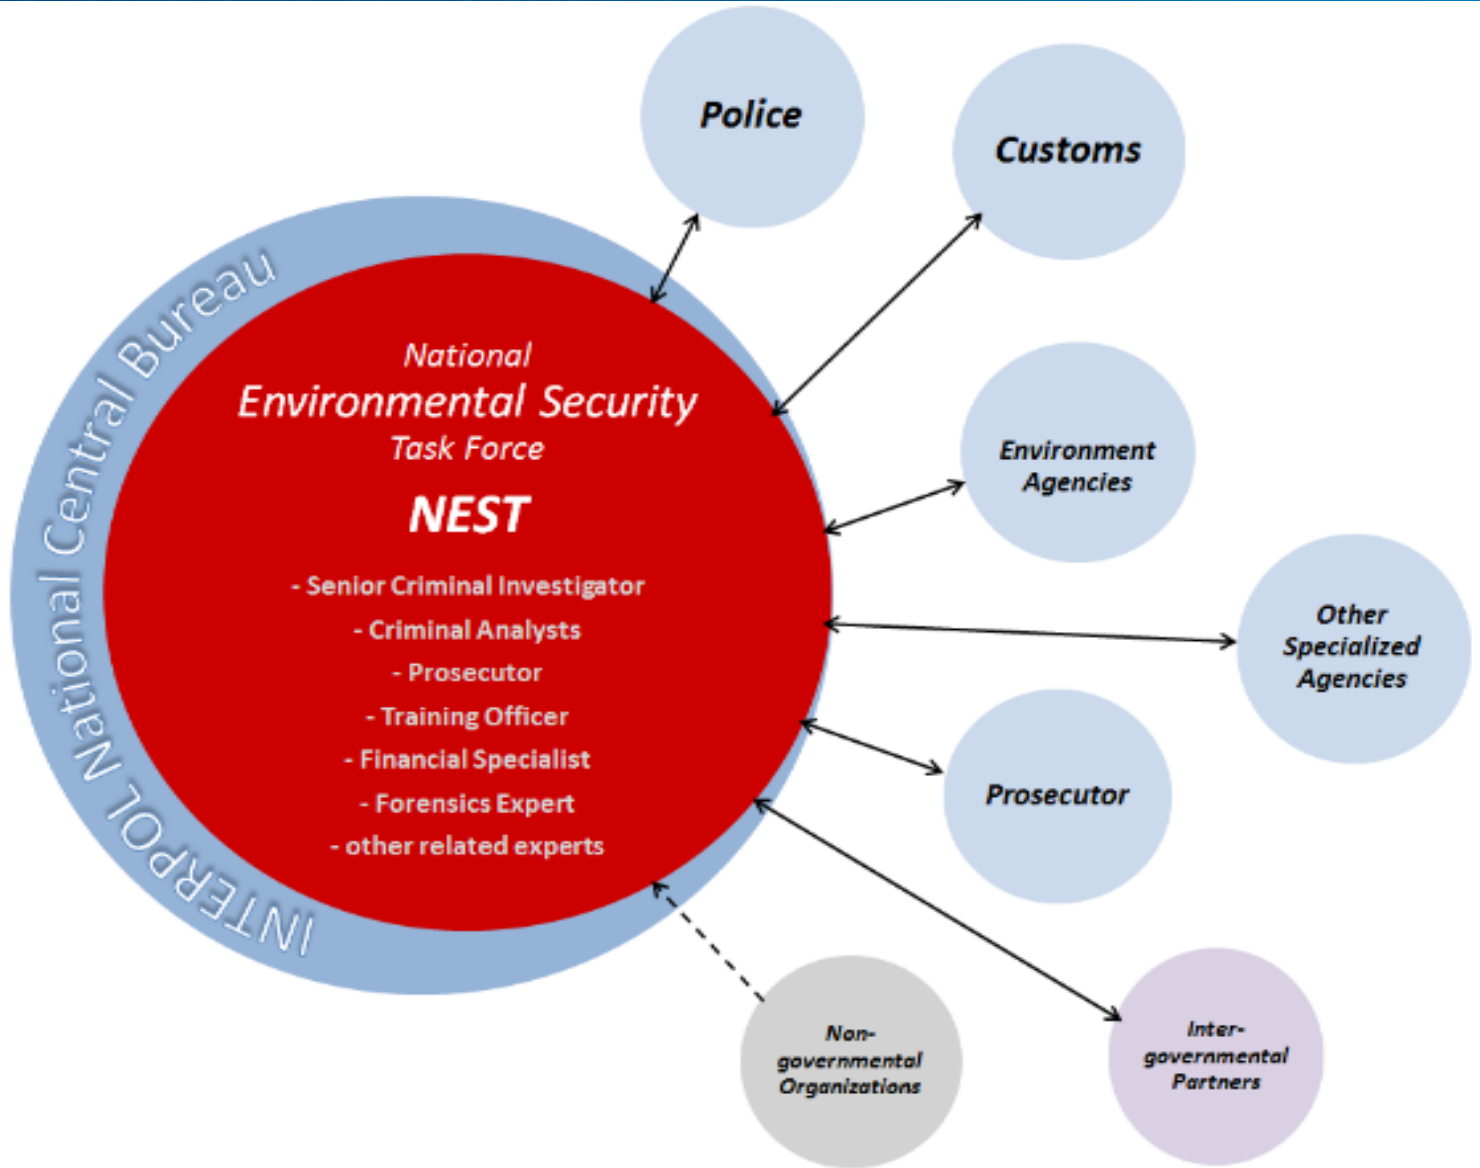 Police
Customs
INTERPOL National Central Bureau
National
Environmental Security
Task Force
NEST
- Senior Criminal Investigator
- Criminal Analysts
- Prosecutor
- Training Officer
- Financial Specialist
- Forensics Expert
- other related experts
Environment
Agencies
Other
Specialized
Agencies
Prosecutor
Non-
governmental
Organizations
Inter-
governmental
Partners